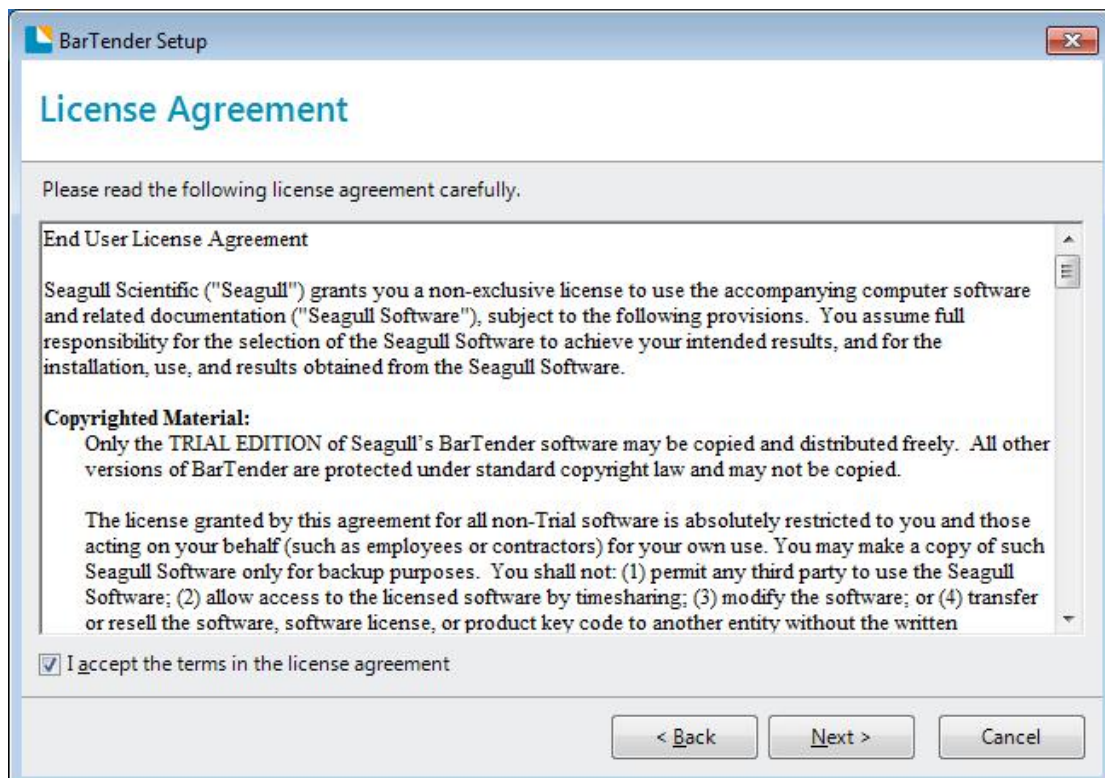 BarTender Setup
License Agreement
Please read the following license agreement carefully.
End User License Agreement
Seagull Scientific ("Seagull") grants you a non-exclusive license to use the accompanying computer software
and related documentation ("Seagull Software"), subject to the following provisions.  You assume full
responsibility for the selection of the Seagull Software to achieve your intended results, and for the
installation, use, and results obtained from the Seagull Software.
Copyrighted Material:
Only the TRIAL EDITION of Seagull's BarTender software may be copied and distributed freely.  All other
versions of BarTender are protected under standard copyright law and may not be copied.
The license granted by this agreement for all non-Trial software is absolutely restricted to you and those
acting on your behalf (such as employees or contractors) for your own use. You may make a copy of such
Seagull Software only for backup purposes.  You shall not: (1) permit any third party to use the Seagull
Software; (2) allow access to the licensed software by timesharing; (3) modify the software; or (4) transfer
or resell the software, software license, or product key code to another entity without the written
I accept the terms in the license agreement
< Back
Next >
Cancel